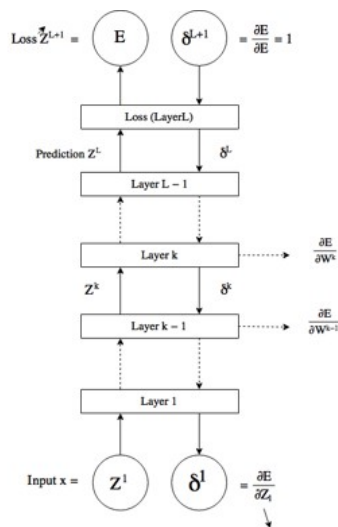 Loss Z^{L+1} = E δ^{L+1} = ∂E/∂E = 1
Loss (LayerL)
Prediction Z^L δ^L
Layer L − 1
Layer k ∂E/∂W^k
Z^k δ^k
Layer k − 1 ∂E/∂W^{k−1}
Layer 1
Input x = Z^1 δ^1 = ∂E/∂Z_1